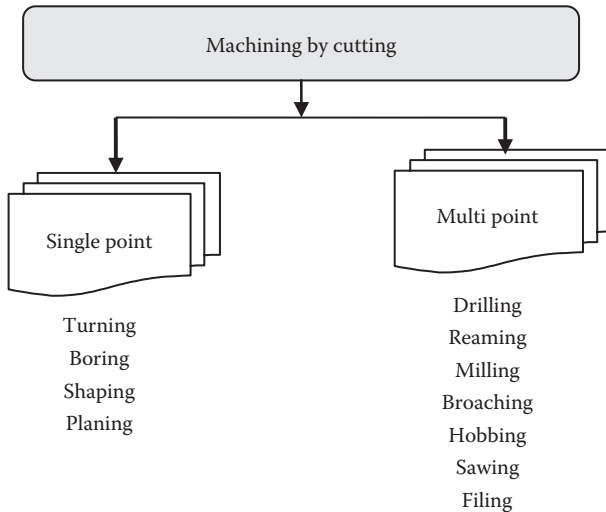 Machining by cutting
Single point
Turning
Boring
Shaping
Planing
Multi point
Drilling
Reaming
Milling
Broaching
Hobbing
Sawing
Filing